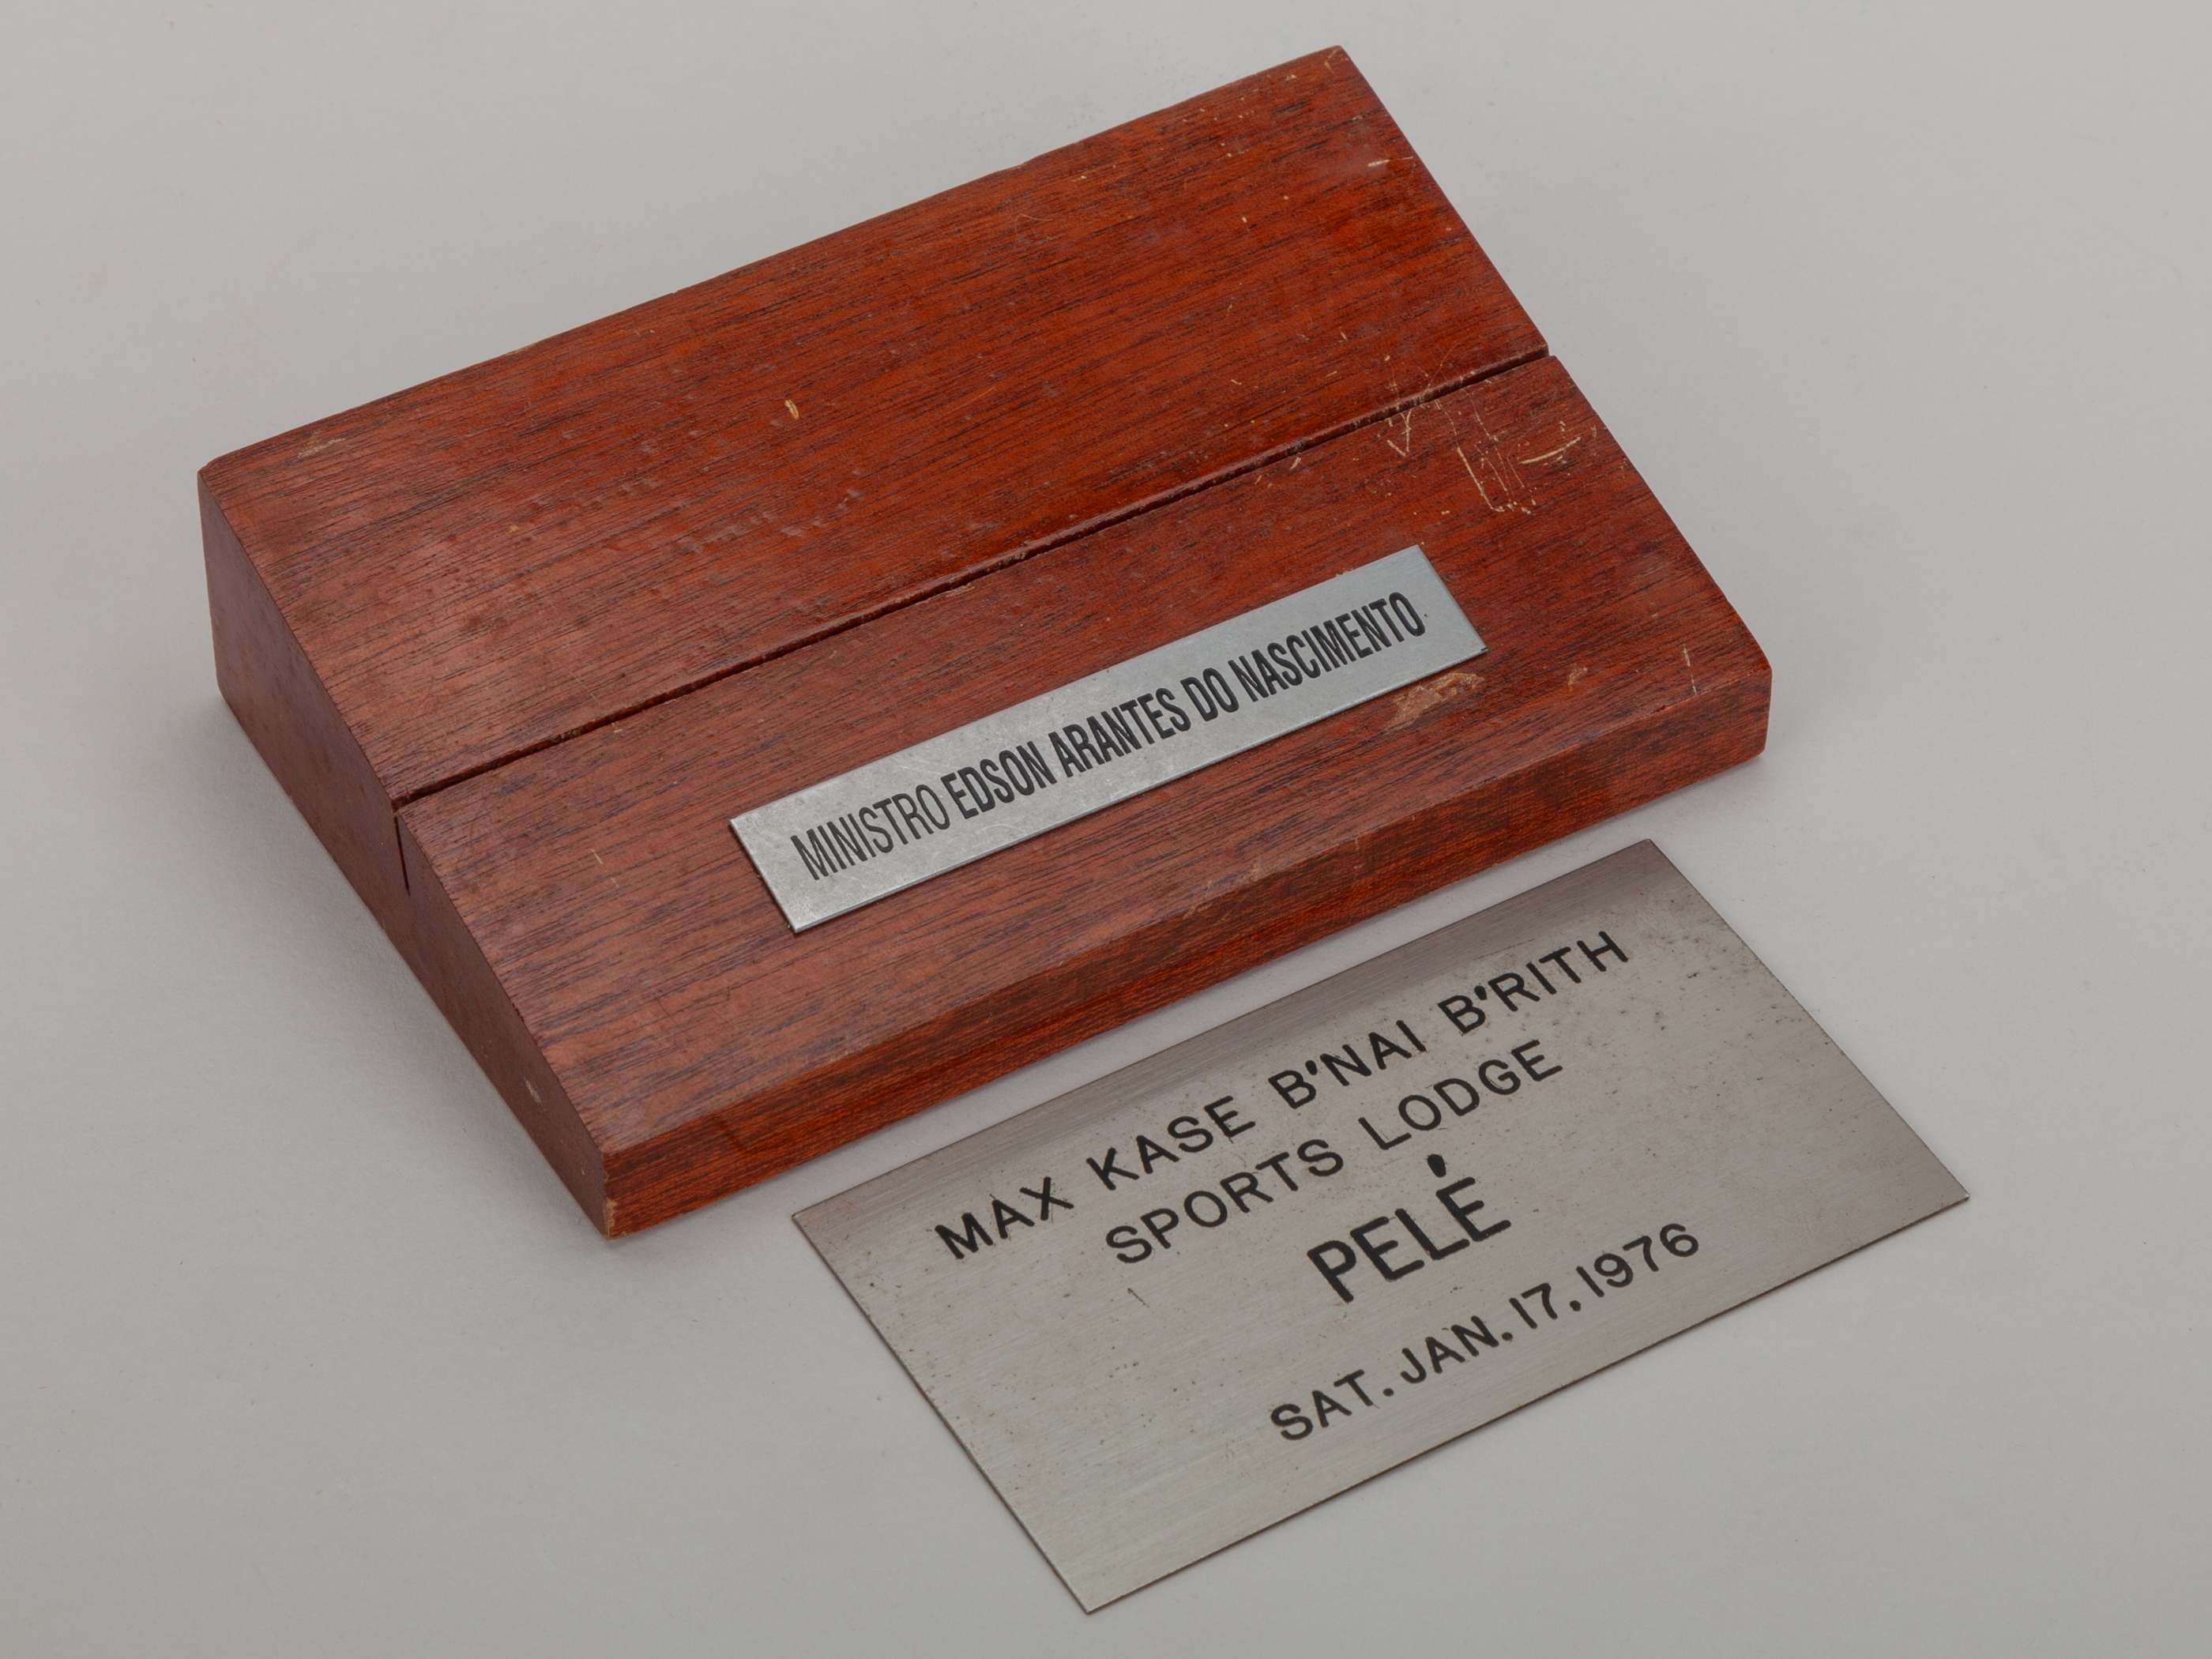 MINISTRO EDSON ARANTES DO NASCIMENTO
MAX KASE B'NAI B'RITH
SPORTS LODGE
PELÉ
SAT. JAN. 17, 1976